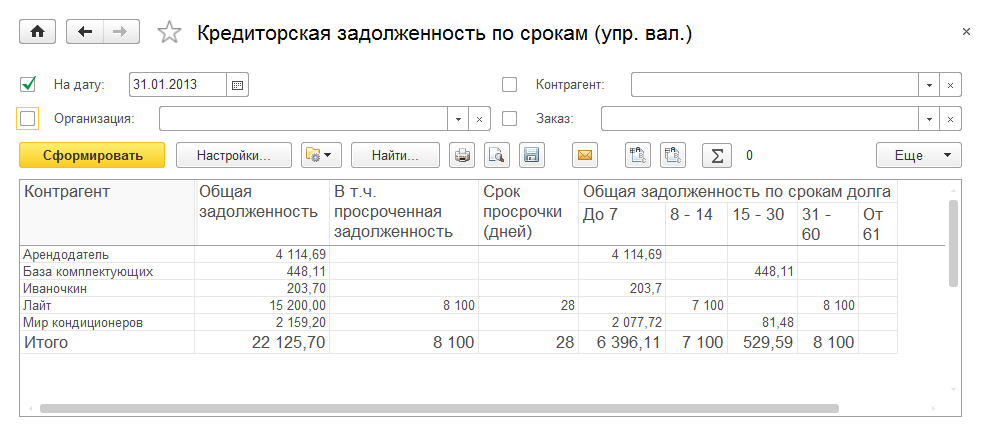 Кредиторская задолженность по срокам (упр. вал.)
На дату: 31.01.2013 Контрагент:
Организация: Заказ:
Сформировать Настройки... Найти... Σ 0 Еще
Контрагент Общая задолженность В т.ч. просроченная задолженность Срок просрочки (дней) Общая задолженность по срокам долга
До 7 8 - 14 15 - 30 31 - 60 От 61
Арендодатель 4 114,69 4 114,69
База комплектующих 448,11 448,11
Иваночкин 203,70 203,7
Лайт 15 200,00 8 100 28 7 100 8 100
Мир кондиционеров 2 159,20 2 077,72 81,48
Итого 22 125,70 8 100 28 6 396,11 7 100 529,59 8 100